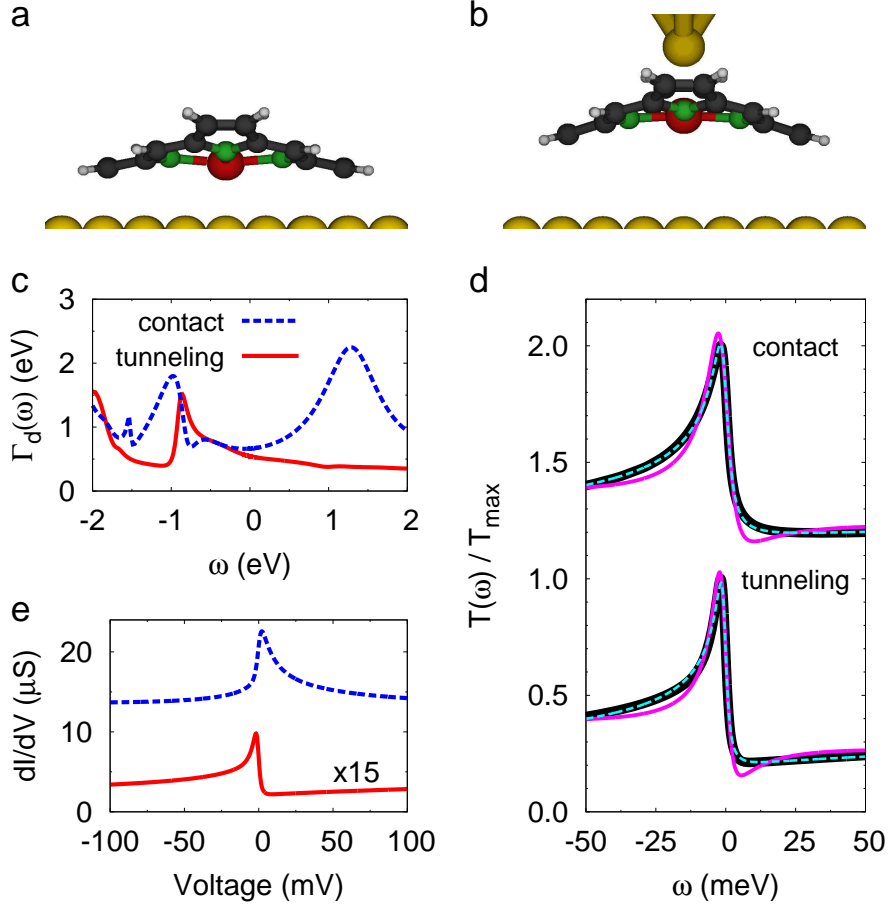 a
b
c
3
2
1
0
Γd(ω) (eV)
contact
tunneling
-2
-1
0
1
2
ω (eV)
d
2.0
1.5
1.0
0.5
0.0
T(ω) / Tmax
contact
tunneling
-50
-25
0
25
50
ω (meV)
e
20
10
0
dI/dV (μS)
x15
-100
-50
0
50
100
Voltage (mV)